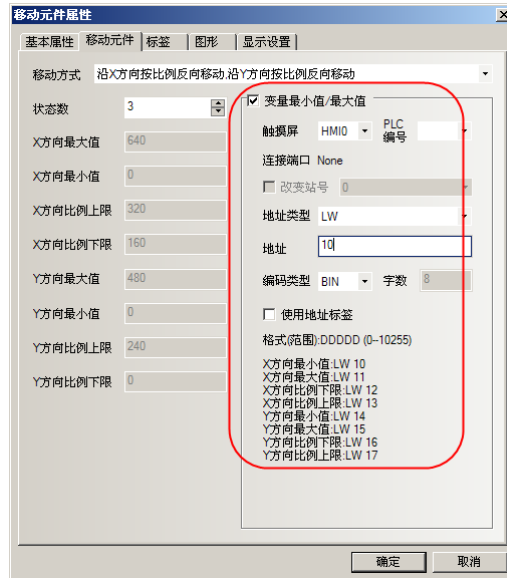 移动元件属性
基本属性 移动元件 标签 图形 显示设置
移动方式 沿X方向按比例反向移动.沿Y方向按比例反向移动
状态数 3
X方向最大值 640
X方向最小值 0
X方向比例上限 320
X方向比例下限 160
Y方向最大值 480
Y方向最小值 0
Y方向比例上限 240
Y方向比例下限 0
变量最小值/最大值
触摸屏 HMI0 PLC编号
连接端口 None
改变站号 0
地址类型 LW
地址 10
编码类型 BIN 字数 8
使用地址标签
格式(范围):DDDDD (0--10255)
X方向最小值:LW 10
X方向最大值:LW 11
X方向比例下限:LW 12
X方向比例上限:LW 13
Y方向最小值:LW 14
Y方向最大值:LW 15
Y方向比例下限:LW 16
Y方向比例上限:LW 17
确定 取消